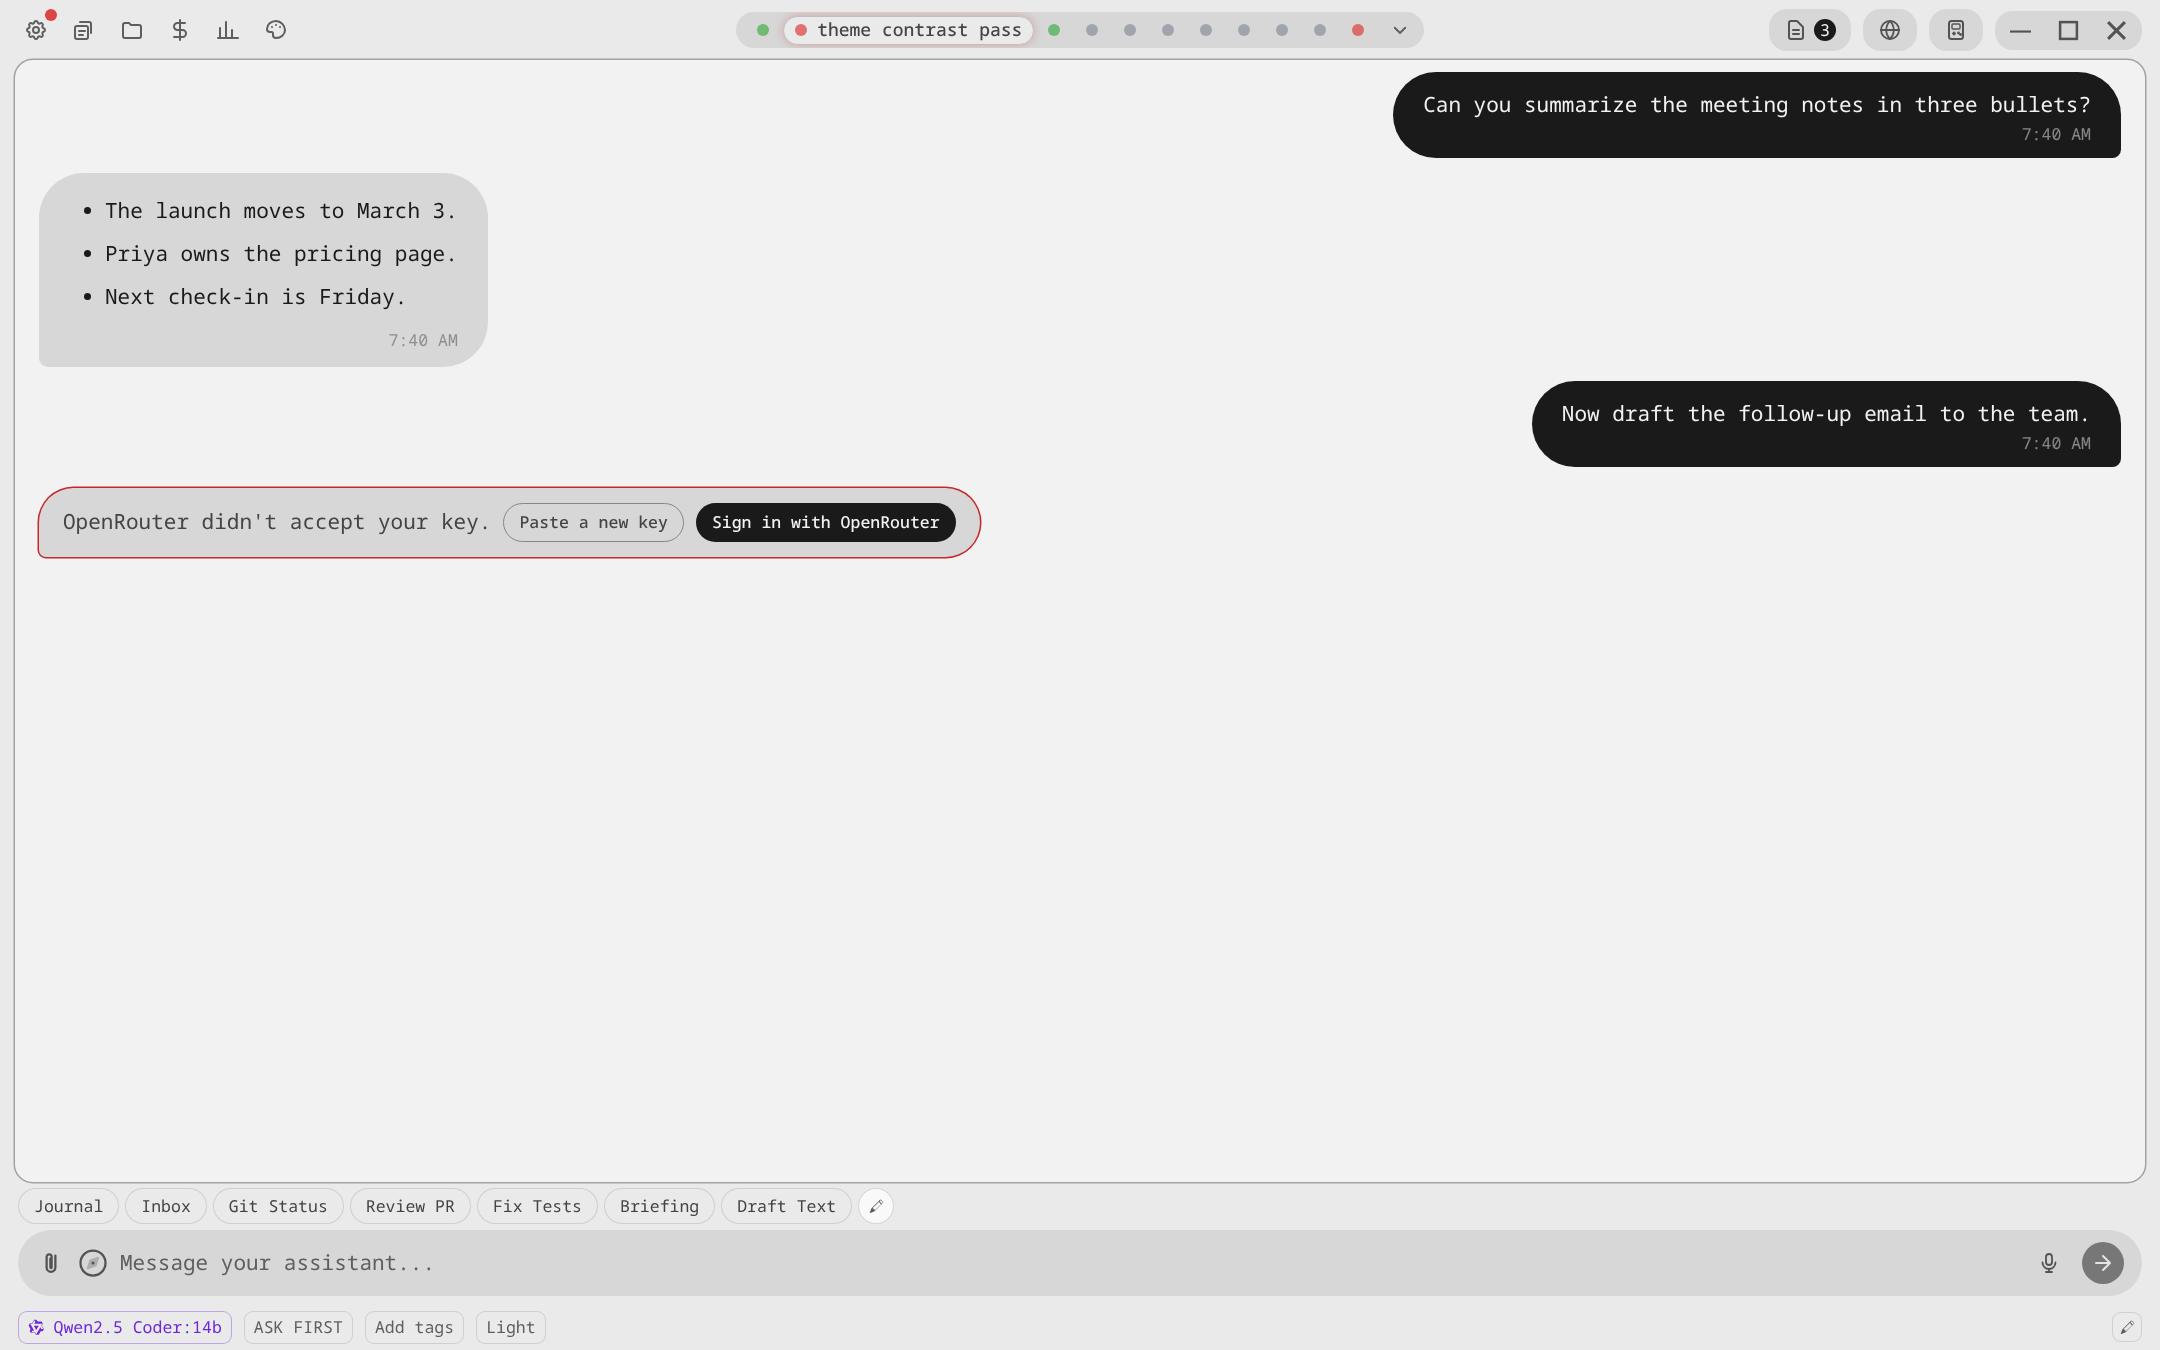 theme contrast pass
3
Can you summarize the meeting notes in three bullets?
7:40 AM
• The launch moves to March 3.
• Priya owns the pricing page.
• Next check-in is Friday.
7:40 AM
Now draft the follow-up email to the team.
7:40 AM
OpenRouter didn't accept your key. Paste a new key Sign in with OpenRouter
Journal Inbox Git Status Review PR Fix Tests Briefing Draft Text
Message your assistant...
Qwen2.5 Coder:14b ASK FIRST Add tags Light